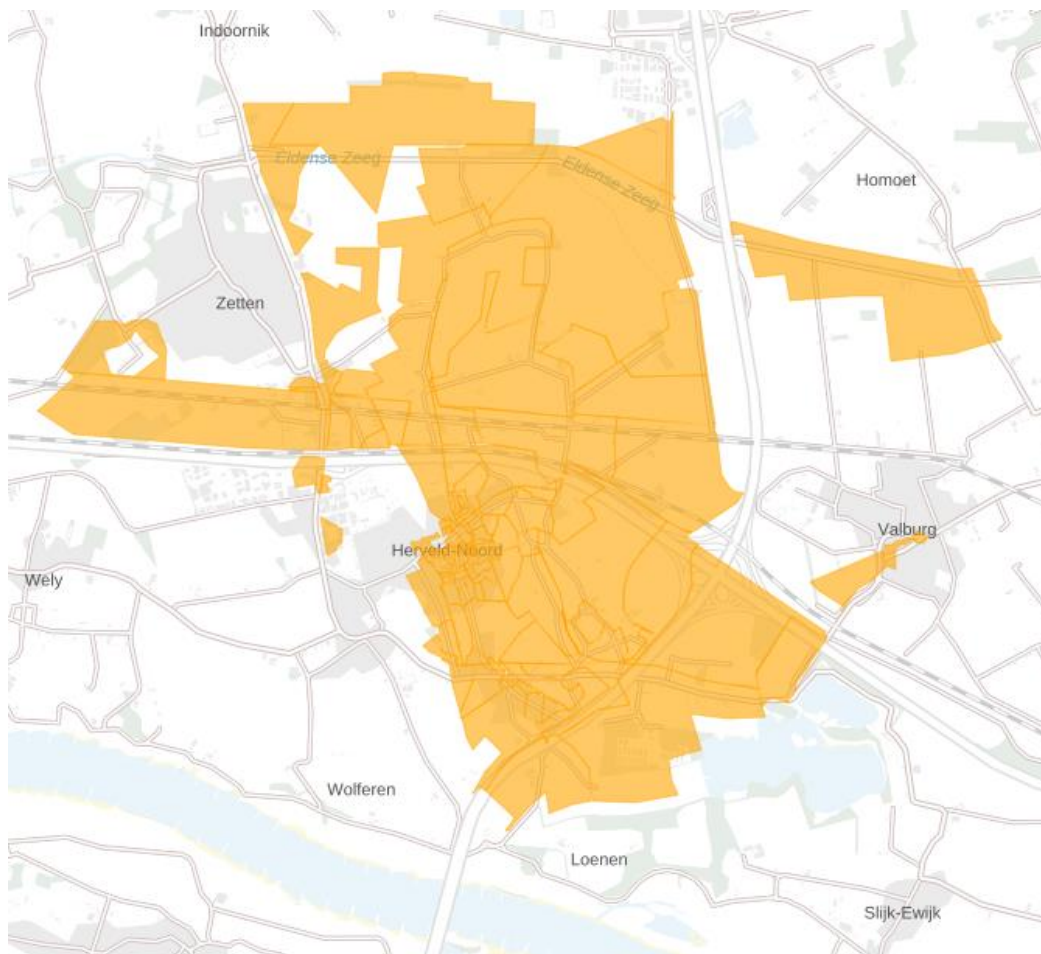 Indoornik
Eldense Zeeg
Eldense Zeeg
Homoet
Zetten
Valburg
Herveld-Noord
Wely
Wolferen
Loenen
Slijk-Ewijk